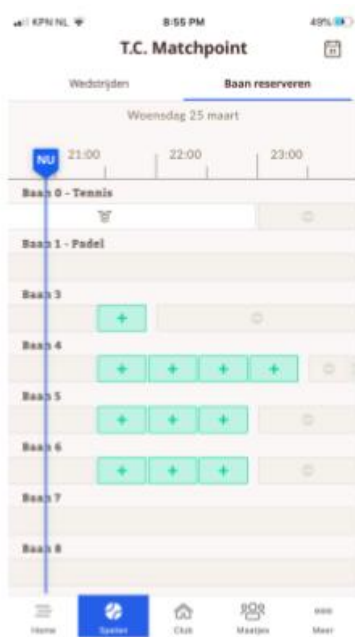 KPN NL 8:55 PM 49%
T.C. Matchpoint
Wedstrijden Baan reserveren
Woensdag 25 maart
NU 21:00 22:00 23:00
Baan 0 - Tennis
Baan 1 - Padel
Baan 3
+
Baan 4
+ + + +
Baan 5
+ + +
Baan 6
+ + +
Baan 7
Baan 8
Home Spelen Club Maatjes Meer